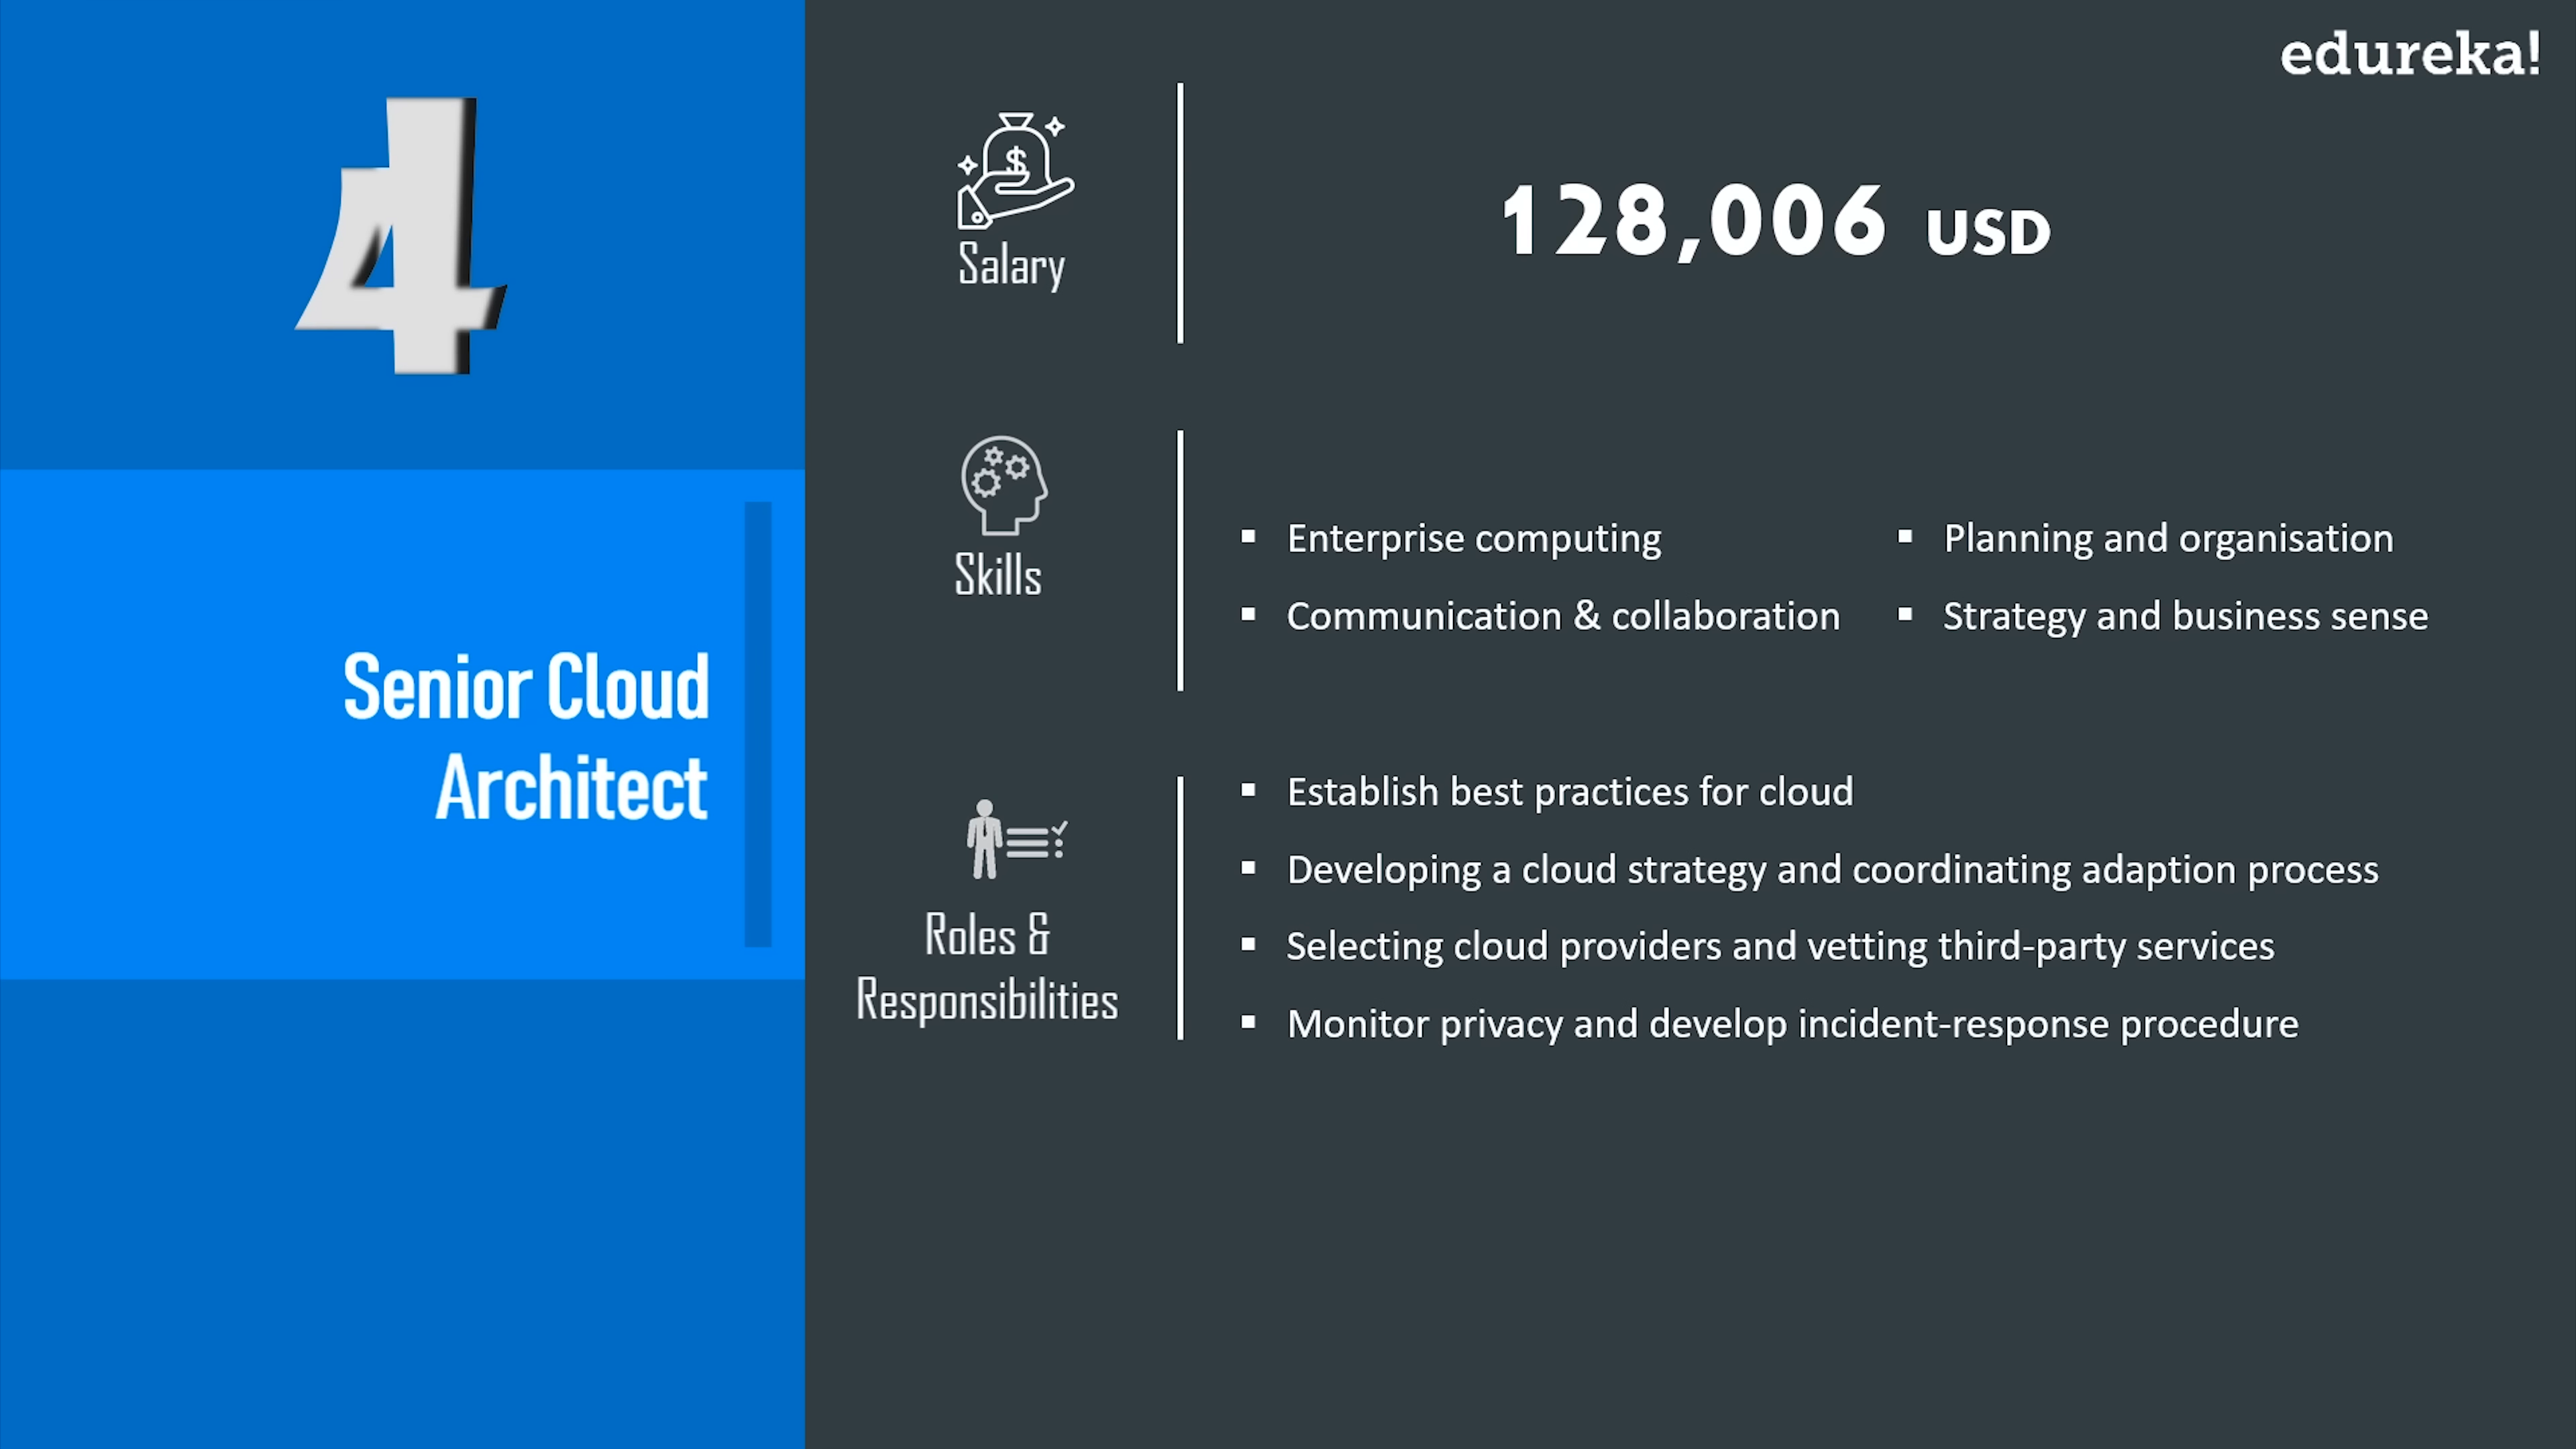 edureka!
4
Senior Cloud
Architect
$
Salary
128,006 USD
Skills
Enterprise computing
Communication & collaboration
Planning and organisation
Strategy and business sense
Roles &
Responsibilities
Establish best practices for cloud
Developing a cloud strategy and coordinating adaption process
Selecting cloud providers and vetting third-party services
Monitor privacy and develop incident-response procedure